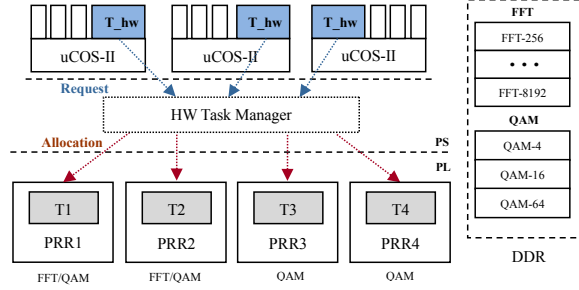 T_hw T_hw T_hw
uCOS-II uCOS-II uCOS-II
Request
HW Task Manager
Allocation
PS
PL
T1 T2 T3 T4
PRR1 PRR2 PRR3 PRR4
FFT/QAM FFT/QAM QAM QAM
FFT
FFT-256
• • •
FFT-8192
QAM
QAM-4
QAM-16
QAM-64
DDR